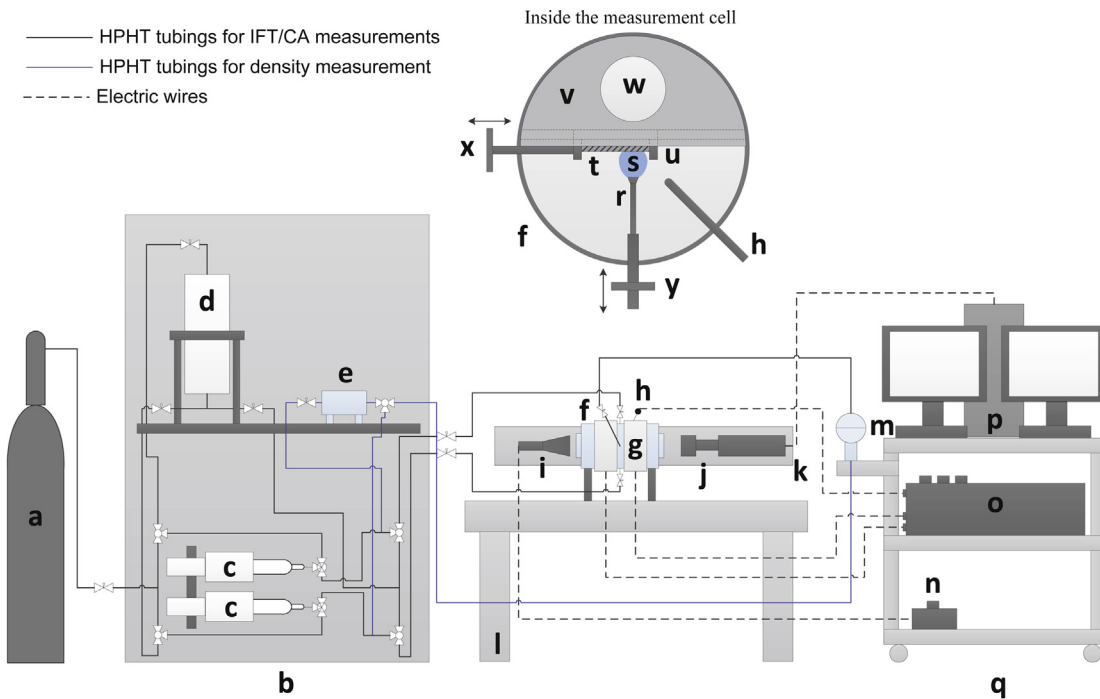 Inside the measurement cell
HPHT tubings for IFT/CA measurements
HPHT tubings for density measurement
Electric wires
w
v
x
t
s
u
r
f
h
y
d
e
a
c
c
b
f
h
g
i
j
k
l
m
p
o
n
q